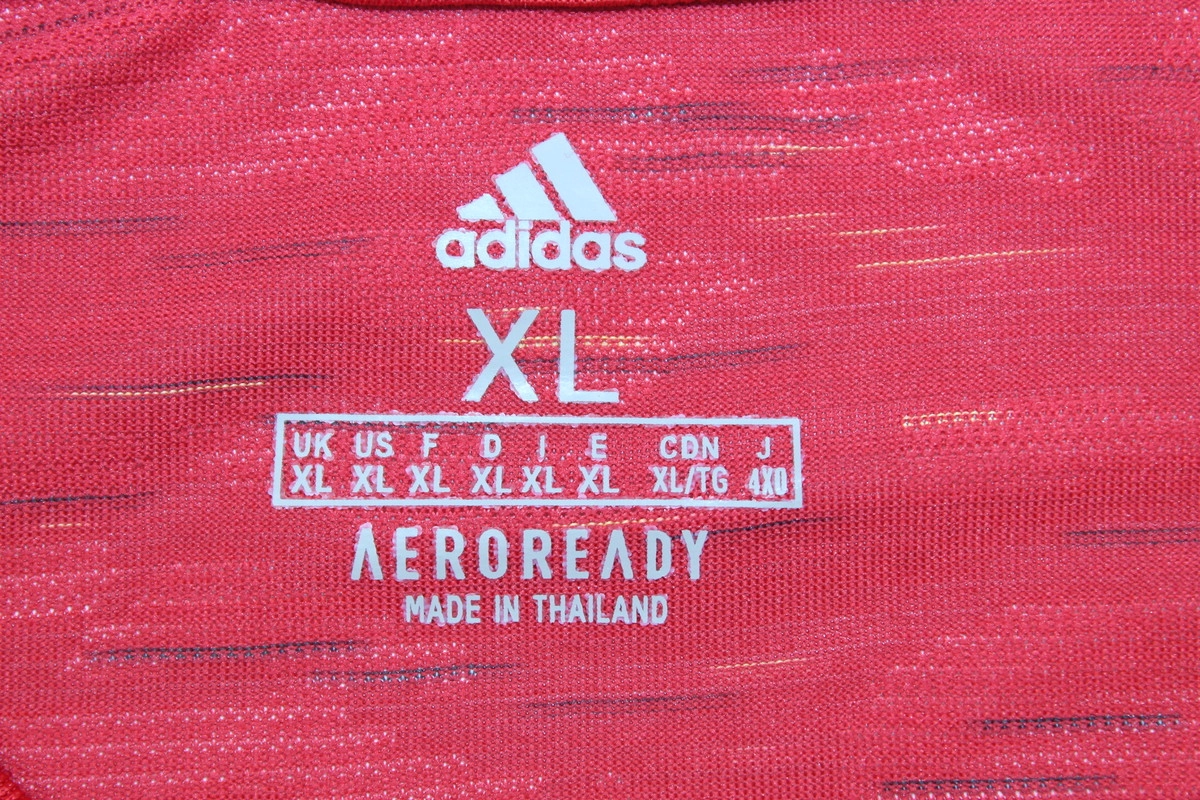 adidas
XL
UK US F D I E CDN J
XL XL XL XL XL XL XL/TG 4XO
AEROREADY
MADE IN THAILAND